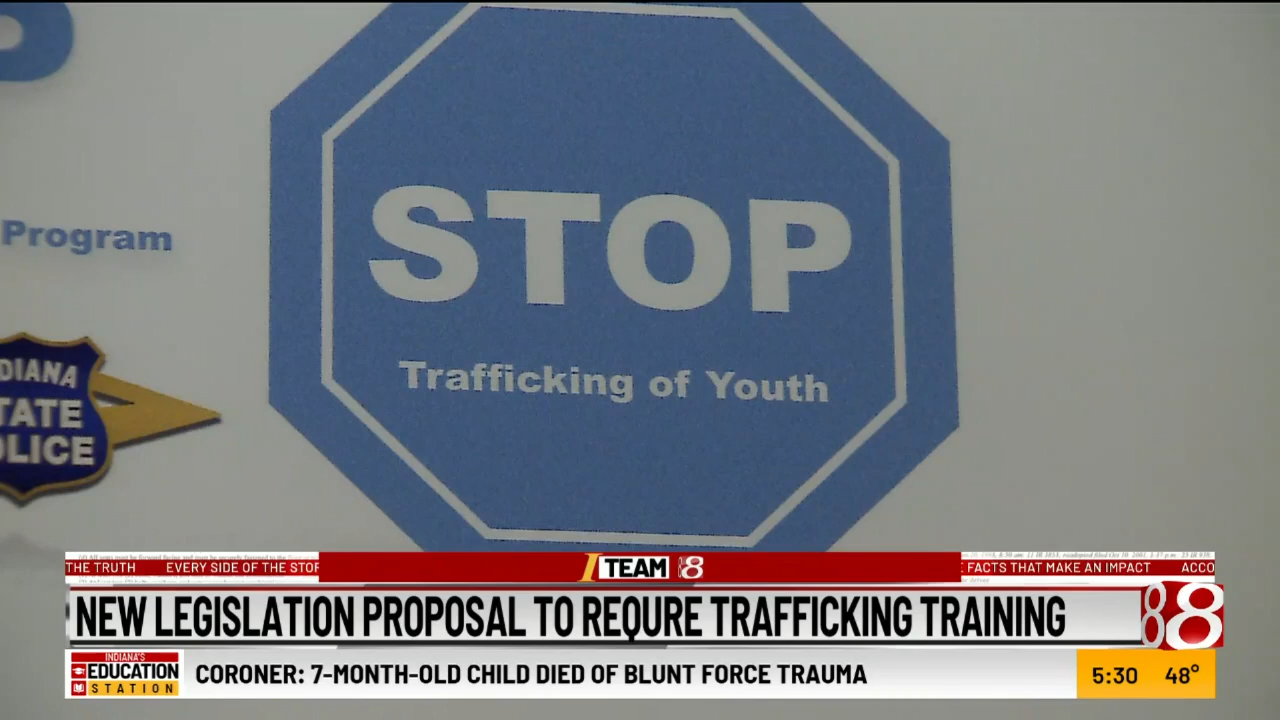 Program
STOP
Trafficking of Youth
DIANA
TATE
OLICE
I TEAM 8
THE TRUTH EVERY SIDE OF THE STOR
FACTS THAT MAKE AN IMPACT ACCO
NEW LEGISLATION PROPOSAL TO REQURE TRAFFICKING TRAINING
8 8
INDIANA'S
EDUCATION
STATION
CORONER: 7-MONTH-OLD CHILD DIED OF BLUNT FORCE TRAUMA
5:30 48°